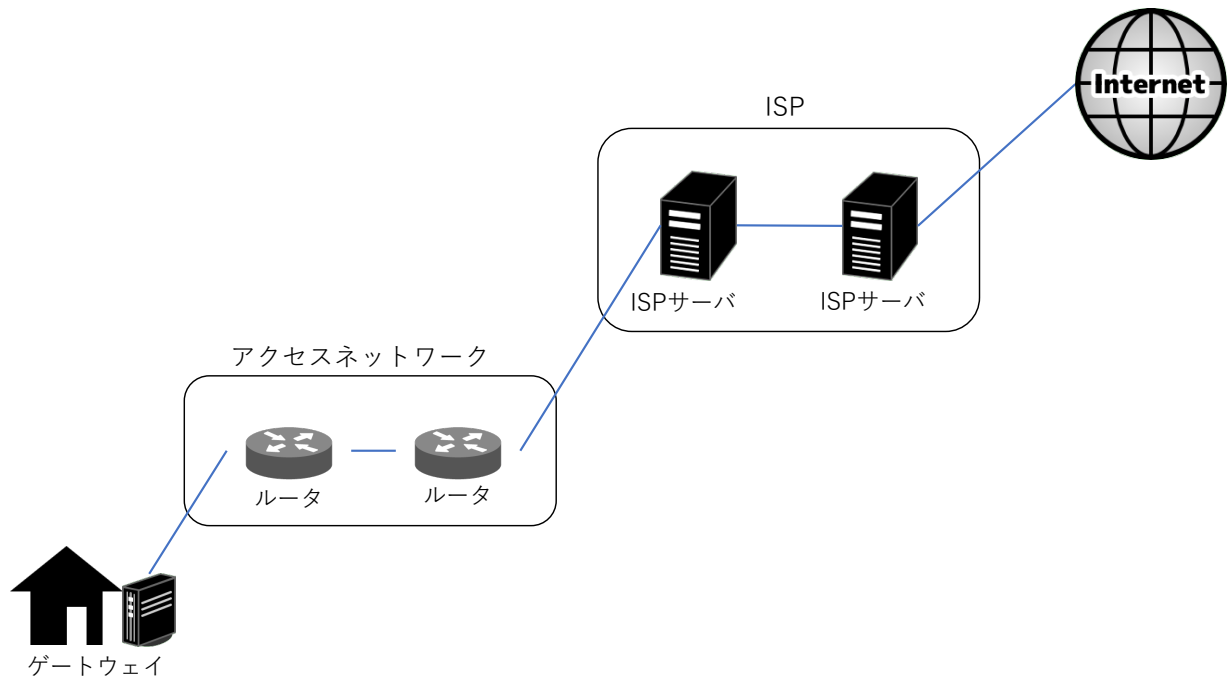 Internet
ISP
ISPサーバ
ISPサーバ
アクセスネットワーク
ルータ
ルータ
ゲートウェイ